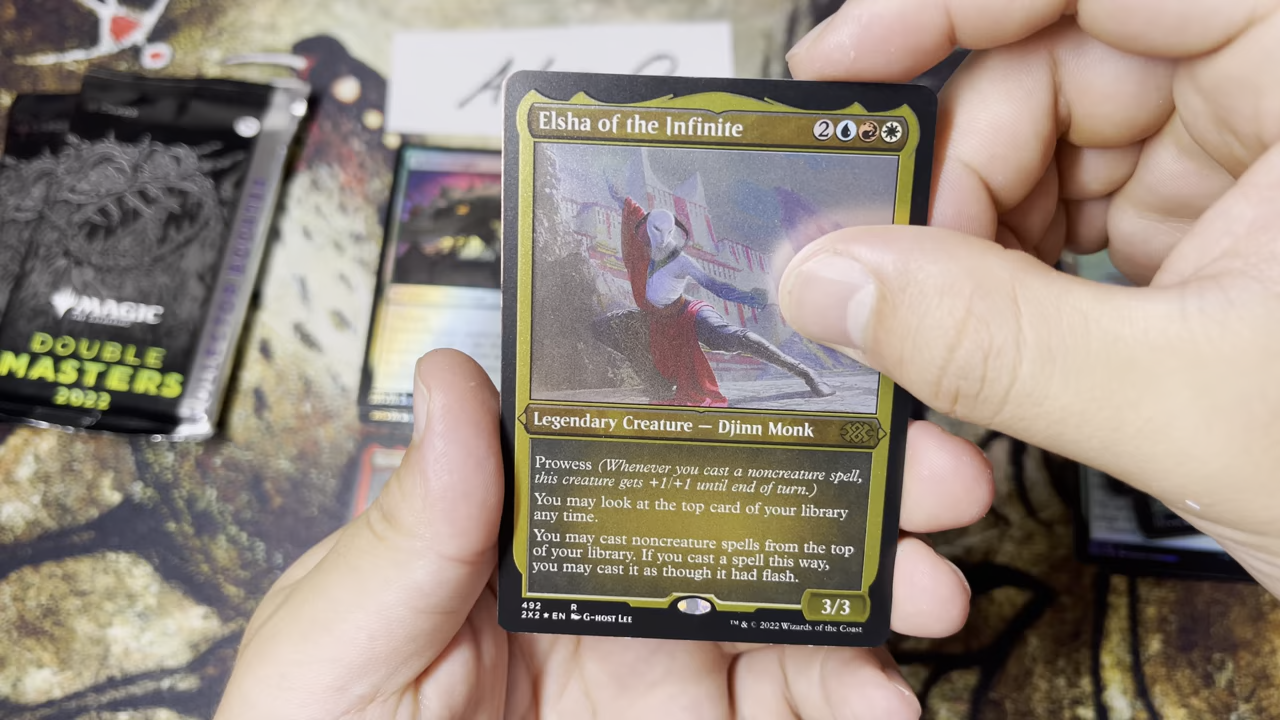 MAGIC
DOUBLE
MASTERS
2022
Elsha of the Infinite
2
Legendary Creature — Djinn Monk
Prowess (Whenever you cast a noncreature spell,
this creature gets +1/+1 until end of turn.)
You may look at the top card of your library
any time.
You may cast noncreature spells from the top
of your library. If you cast a spell this way,
you may cast it as though it had flash.
3/3
492 R
2X2 ★ EN G-HOST LEE
™ & © 2022 Wizards of the Coast